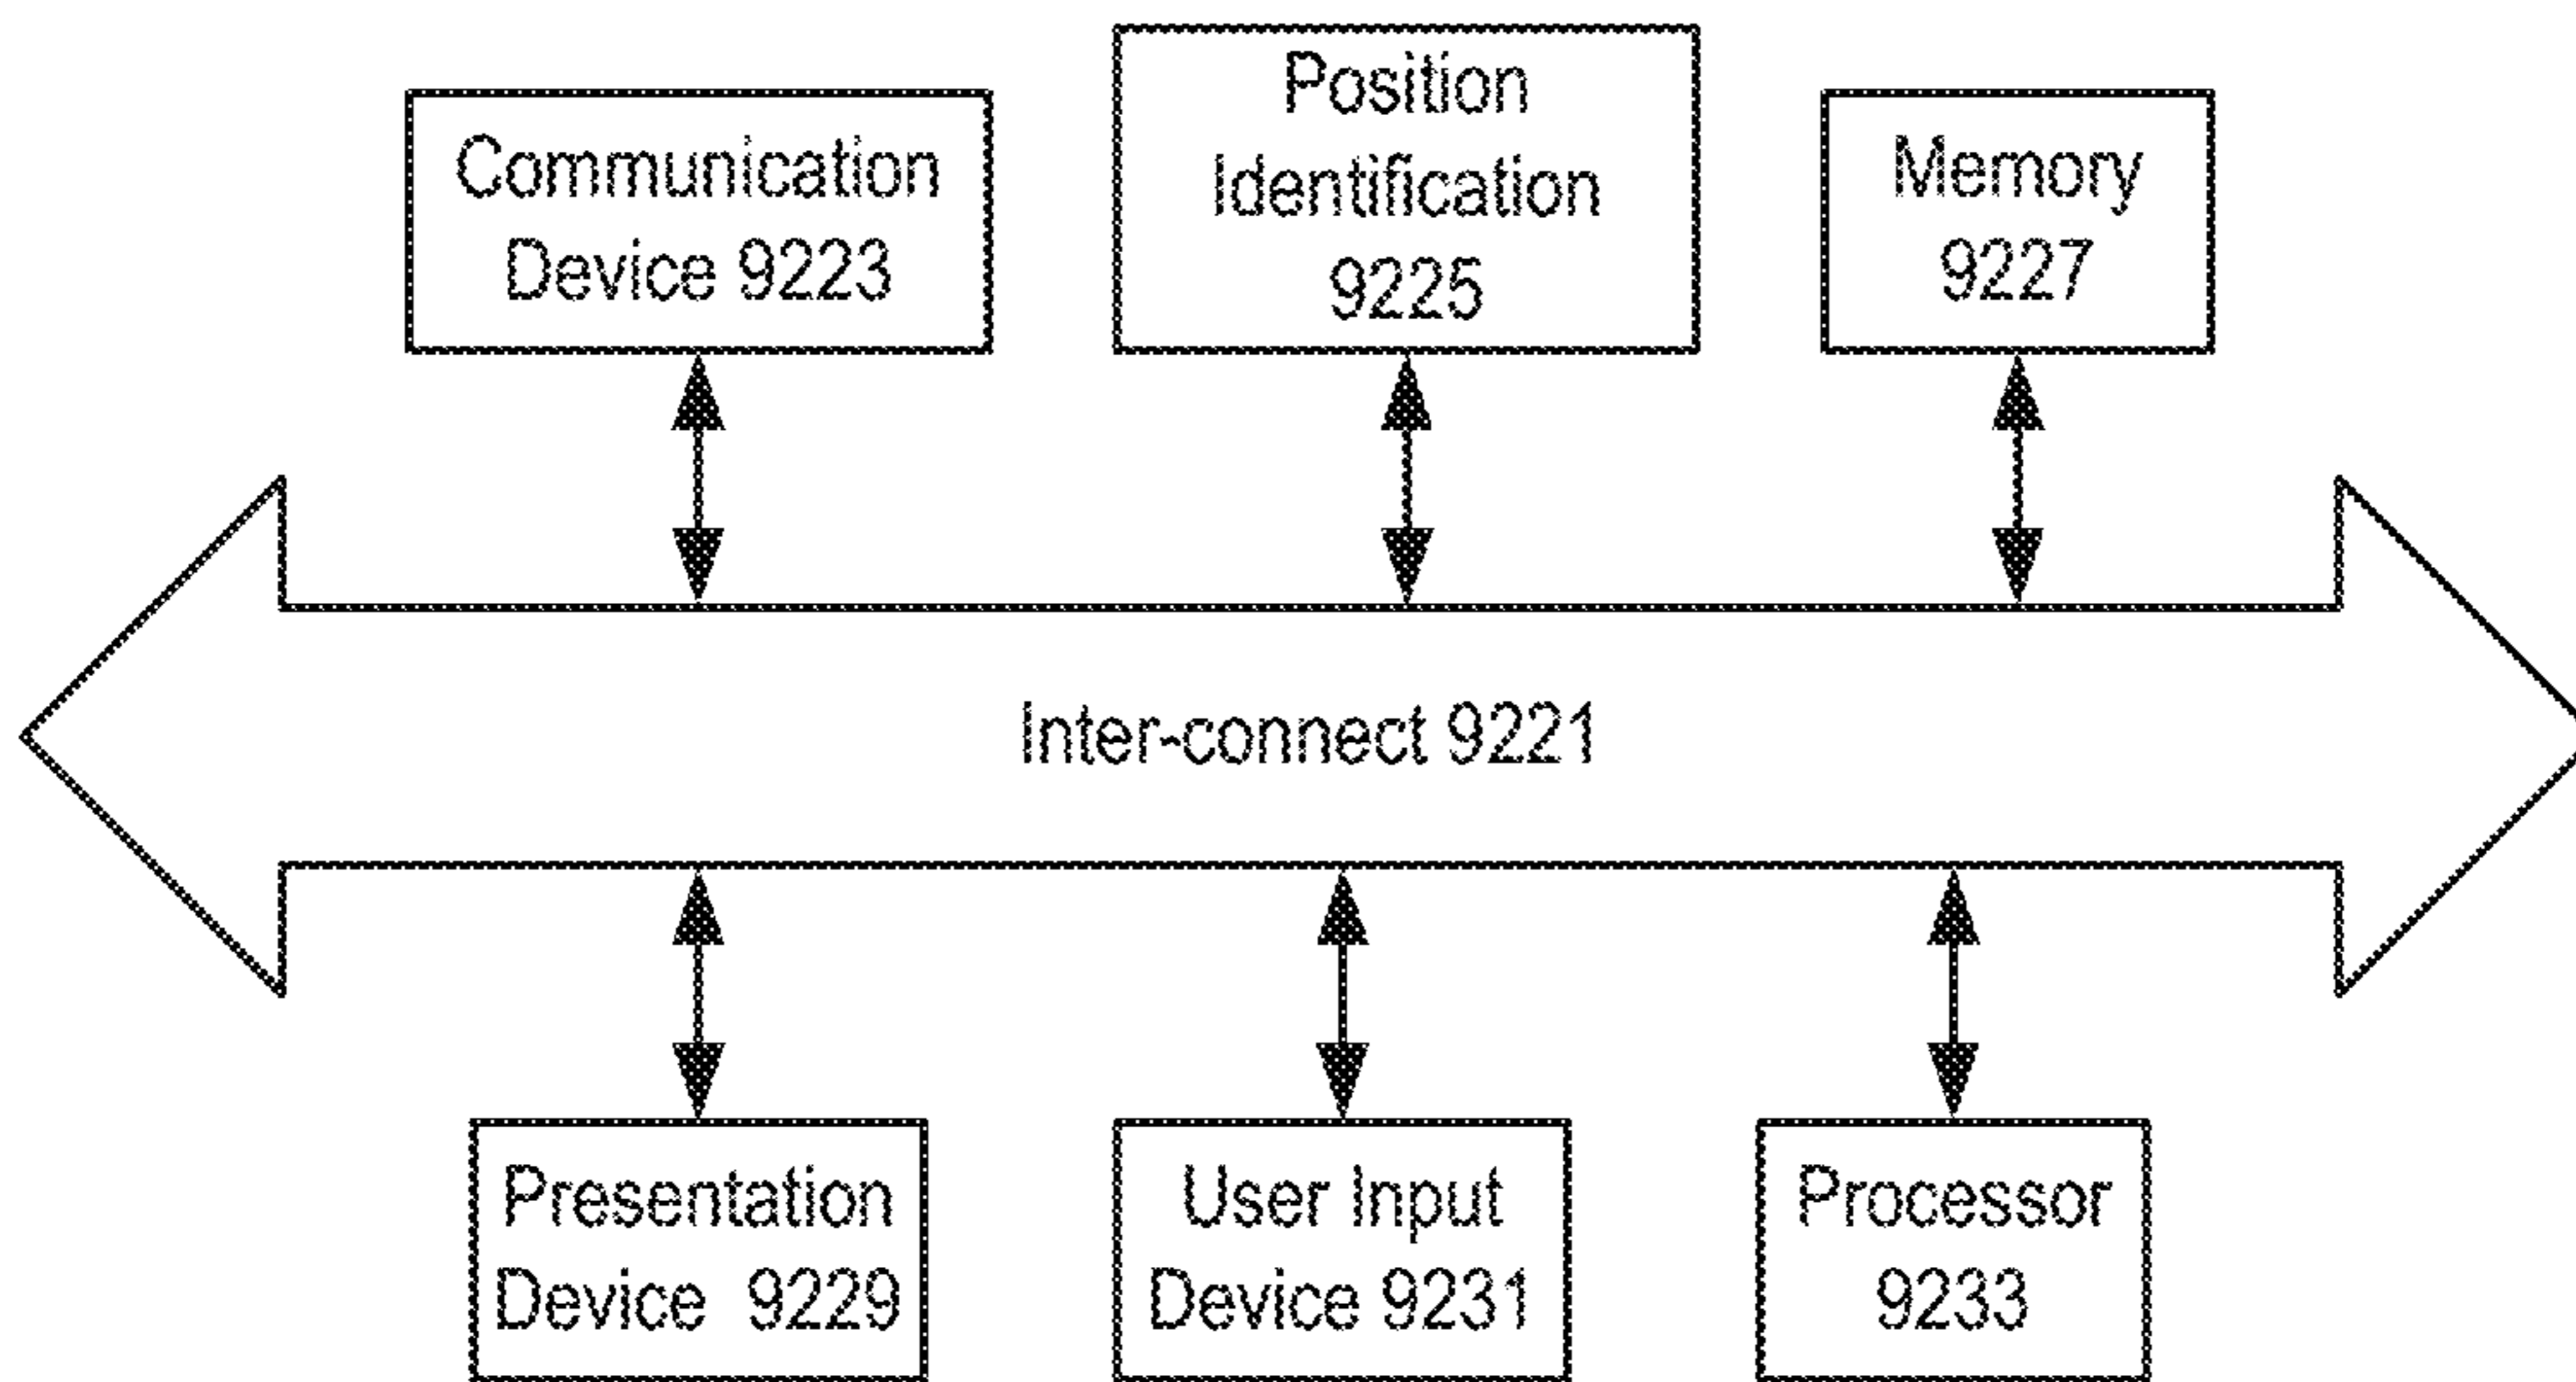 Communication
Device 9223
Position
Identification
9225
Memory
9227
Inter-connect 9221
Presentation
Device 9229
User Input
Device 9231
Processor
9233